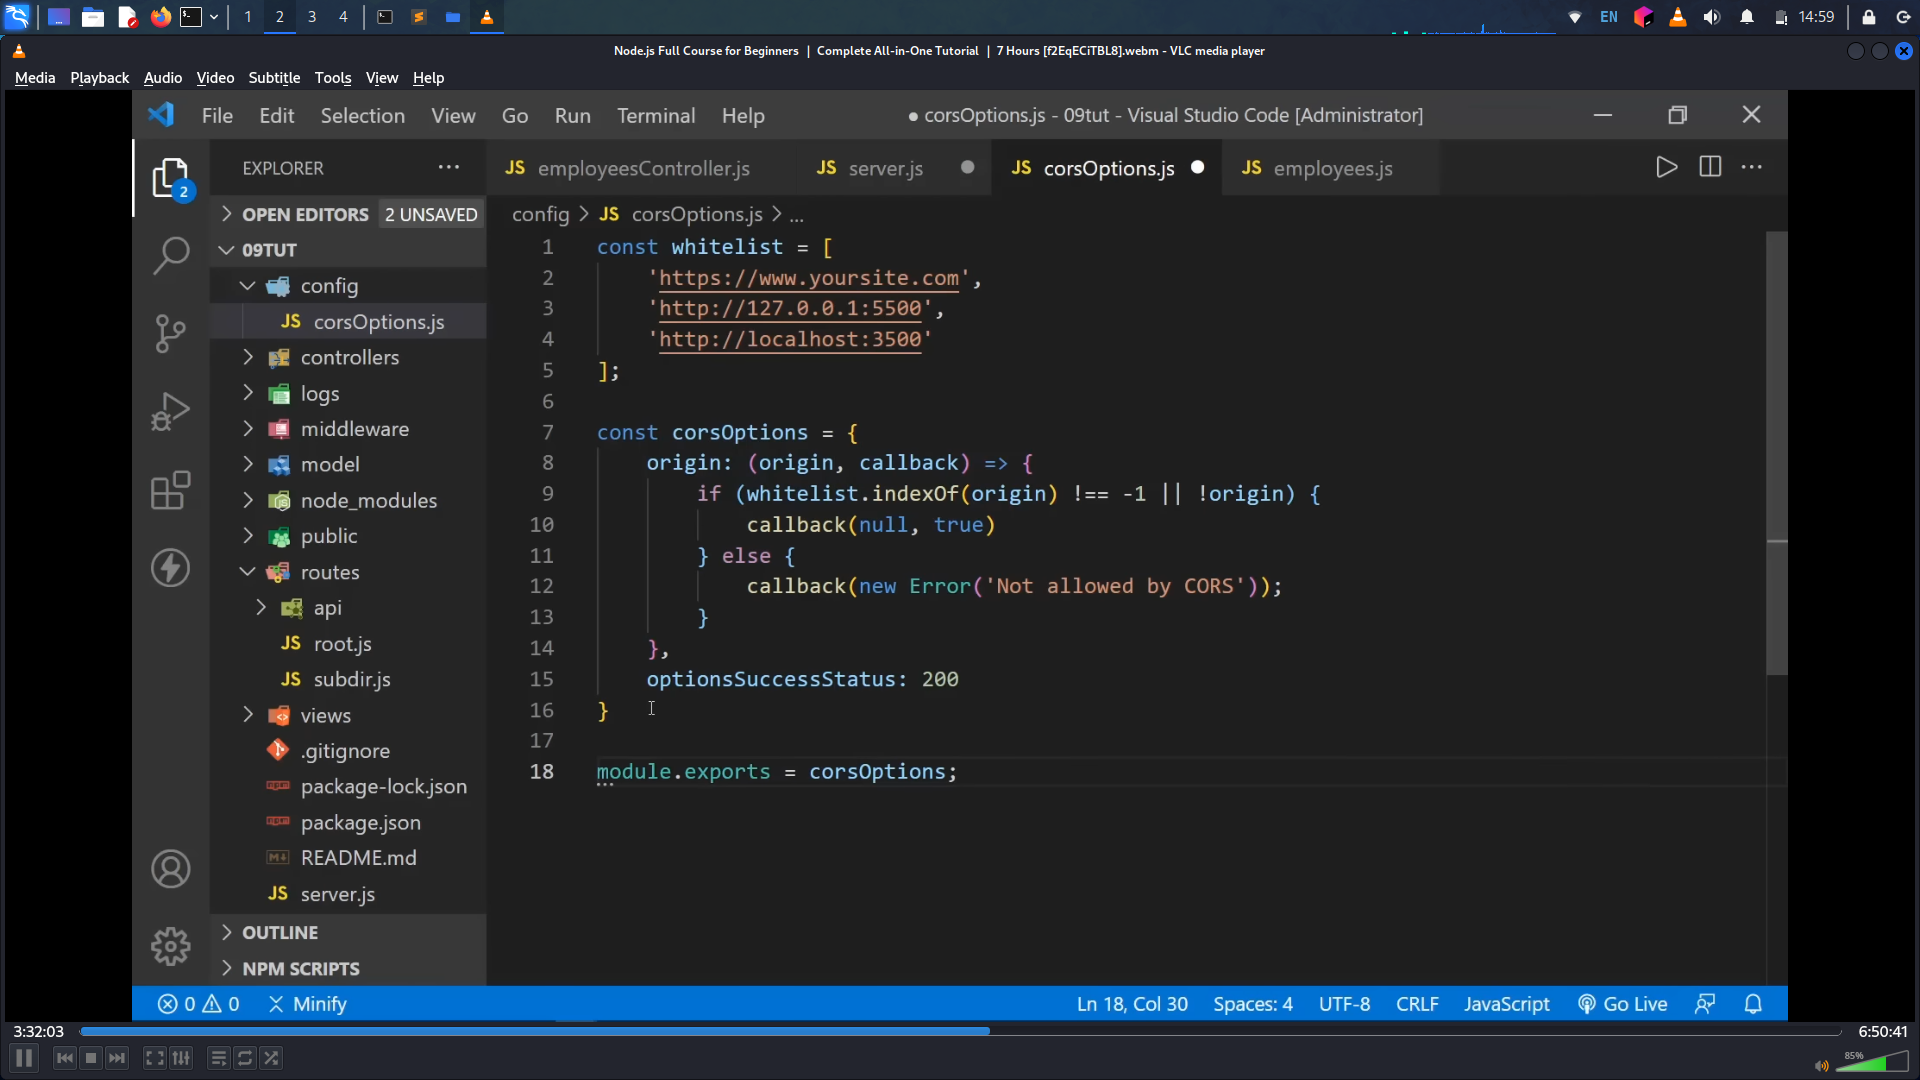 1 2 3 4 EN 14:59
Node.js Full Course for Beginners | Complete All-in-One Tutorial | 7 Hours [f2EqECiTBL8].webm - VLC media player
Media Playback Audio Video Subtitle Tools View Help
File Edit Selection View Go Run Terminal Help ● corsOptions.js - 09tut - Visual Studio Code [Administrator]
EXPLORER ··· JS employeesController.js JS server.js ● JS corsOptions.js ● JS employees.js ···
2
OPEN EDITORS 2 UNSAVED config > JS corsOptions.js > ...
09TUT
config
JS corsOptions.js
controllers
logs
middleware
model
node_modules
public
routes
api
JS root.js
JS subdir.js
views
.gitignore
package-lock.json
package.json
README.md
JS server.js
OUTLINE
NPM SCRIPTS
1 const whitelist = [
2 'https://www.yoursite.com',
3 'http://127.0.0.1:5500',
4 'http://localhost:3500'
5 ];
6
7 const corsOptions = {
8 origin: (origin, callback) => {
9 if (whitelist.indexOf(origin) !== -1 || !origin) {
10 callback(null, true)
11 } else {
12 callback(new Error('Not allowed by CORS'));
13 }
14 },
15 optionsSuccessStatus: 200
16 }
17
18 module.exports = corsOptions;
0 0 Minify Ln 18, Col 30 Spaces: 4 UTF-8 CRLF JavaScript Go Live
3:32:03 6:50:41
85%